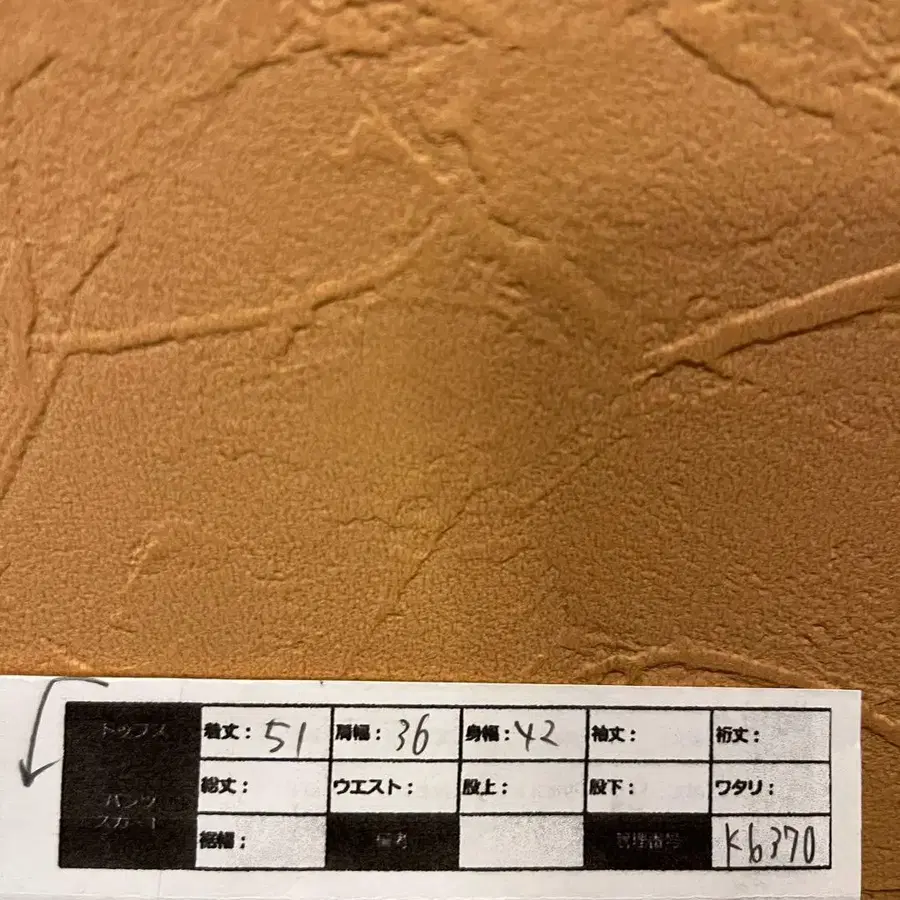 トップス 着丈: 51 肩幅: 36 身幅: 42 袖丈: 裄丈:
パンツ 総丈: ウエスト: 股上: 股下: ワタリ:
スカート 裾幅: 備考 管理番号 K6370